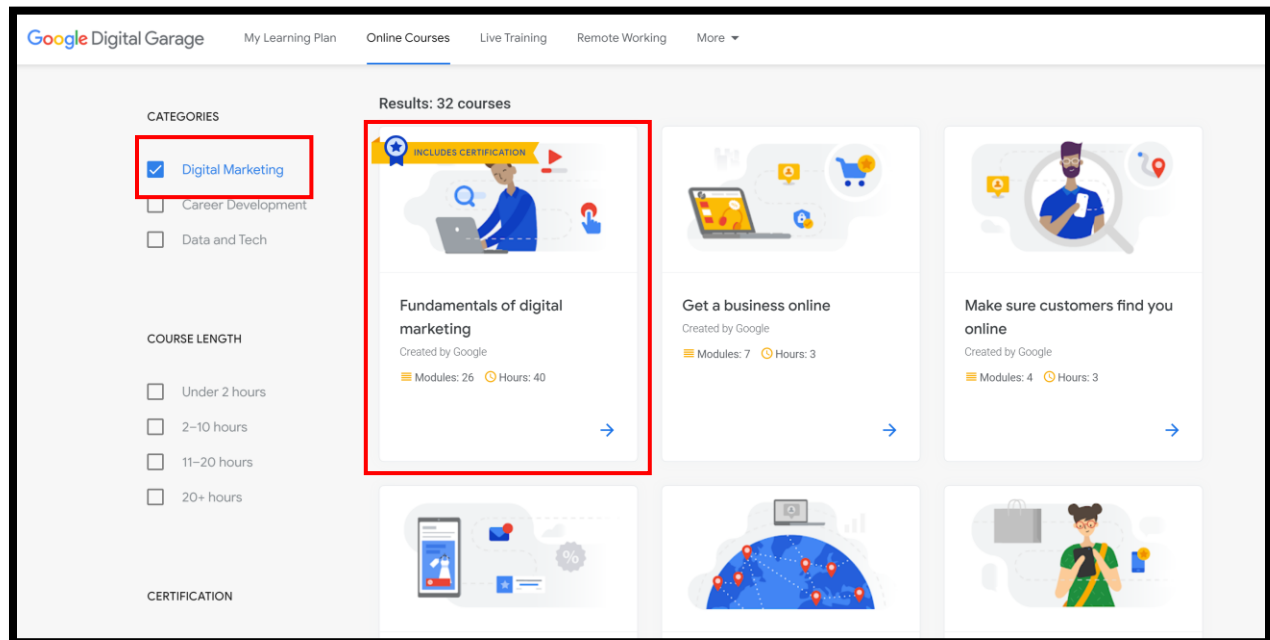 Google Digital Garage
My Learning Plan
Online Courses
Live Training
Remote Working
More
CATEGORIES
Digital Marketing
Career Development
Data and Tech
COURSE LENGTH
Under 2 hours
2–10 hours
11–20 hours
20+ hours
CERTIFICATION
Results: 32 courses
INCLUDES CERTIFICATION
Fundamentals of digital
marketing
Created by Google
Modules: 26 Hours: 40
Get a business online
Created by Google
Modules: 7 Hours: 3
Make sure customers find you
online
Created by Google
Modules: 4 Hours: 3
%